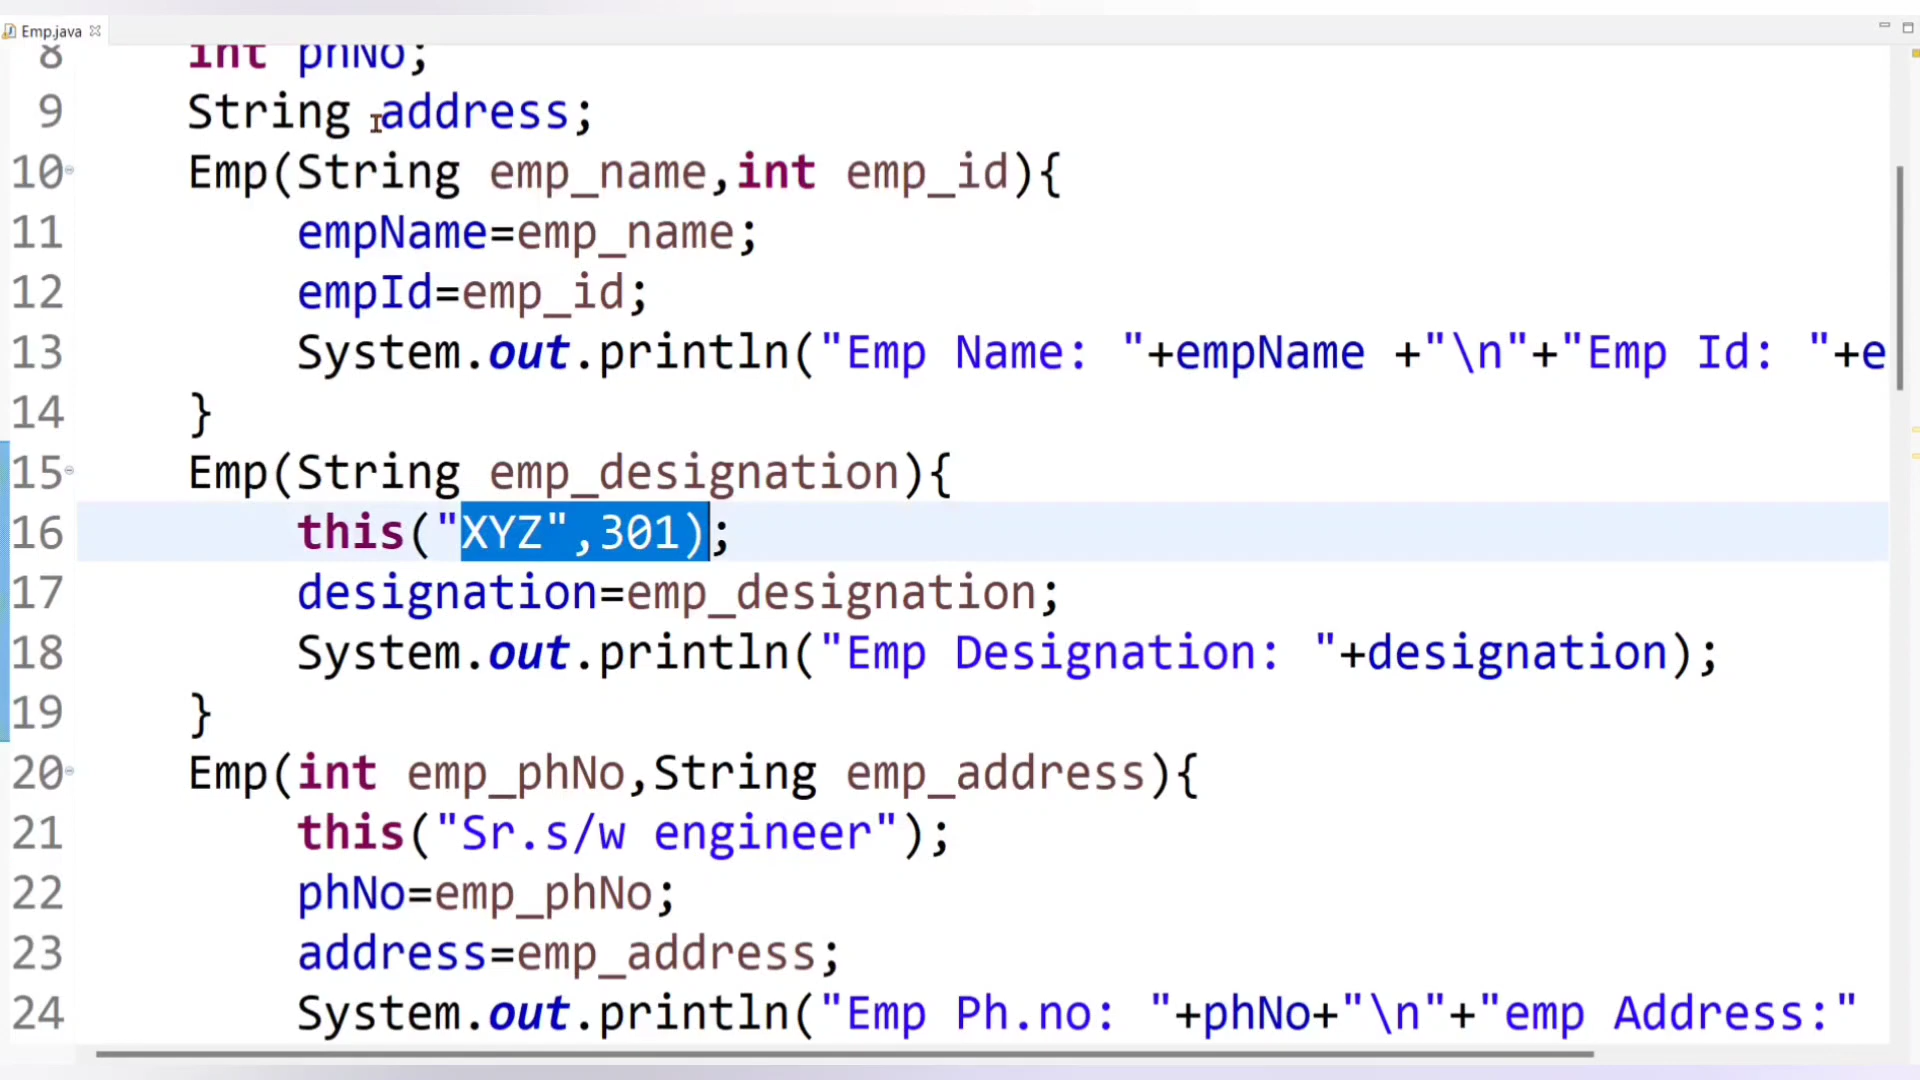 Emp.java
8 int phNo;
9 String address;
10 Emp(String emp_name,int emp_id){
11 empName=emp_name;
12 empId=emp_id;
13 System.out.println("Emp Name: "+empName +"\n"+"Emp Id: "+e
14 }
15 Emp(String emp_designation){
16 this("XYZ",301);
17 designation=emp_designation;
18 System.out.println("Emp Designation: "+designation);
19 }
20 Emp(int emp_phNo,String emp_address){
21 this("Sr.s/w engineer");
22 phNo=emp_phNo;
23 address=emp_address;
24 System.out.println("Emp Ph.no: "+phNo+"\n"+"emp Address:"